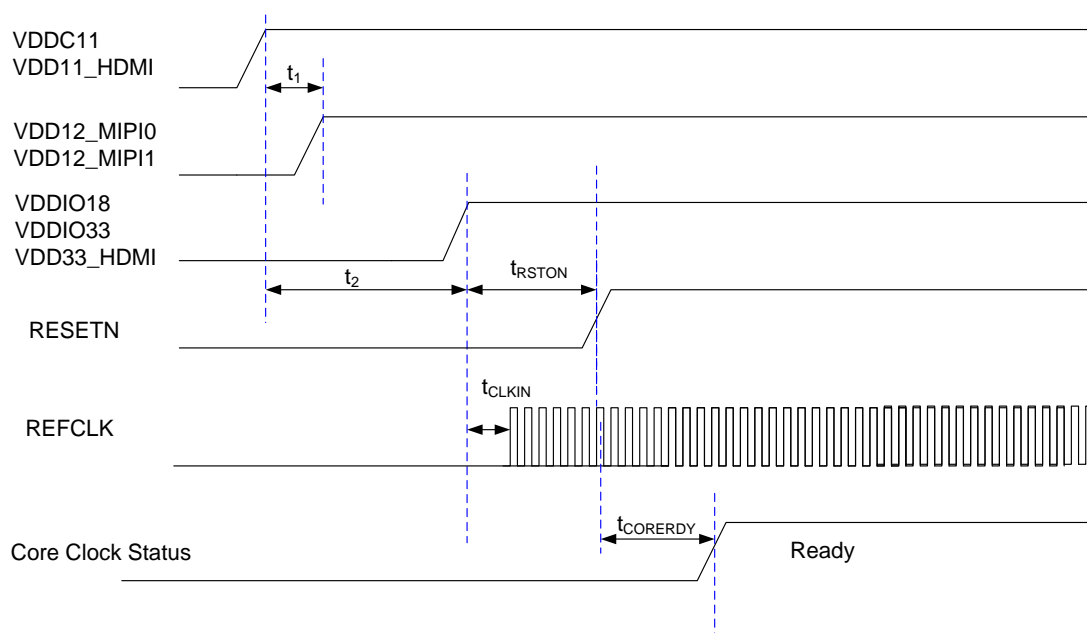 VDDC11
VDD11_HDMI
t1
VDD12_MIPI0
VDD12_MIPI1
VDDIO18
VDDIO33
VDD33_HDMI
t2
tRSTON
RESETN
tCLKIN
REFCLK
tCORERDY
Core Clock Status
Ready